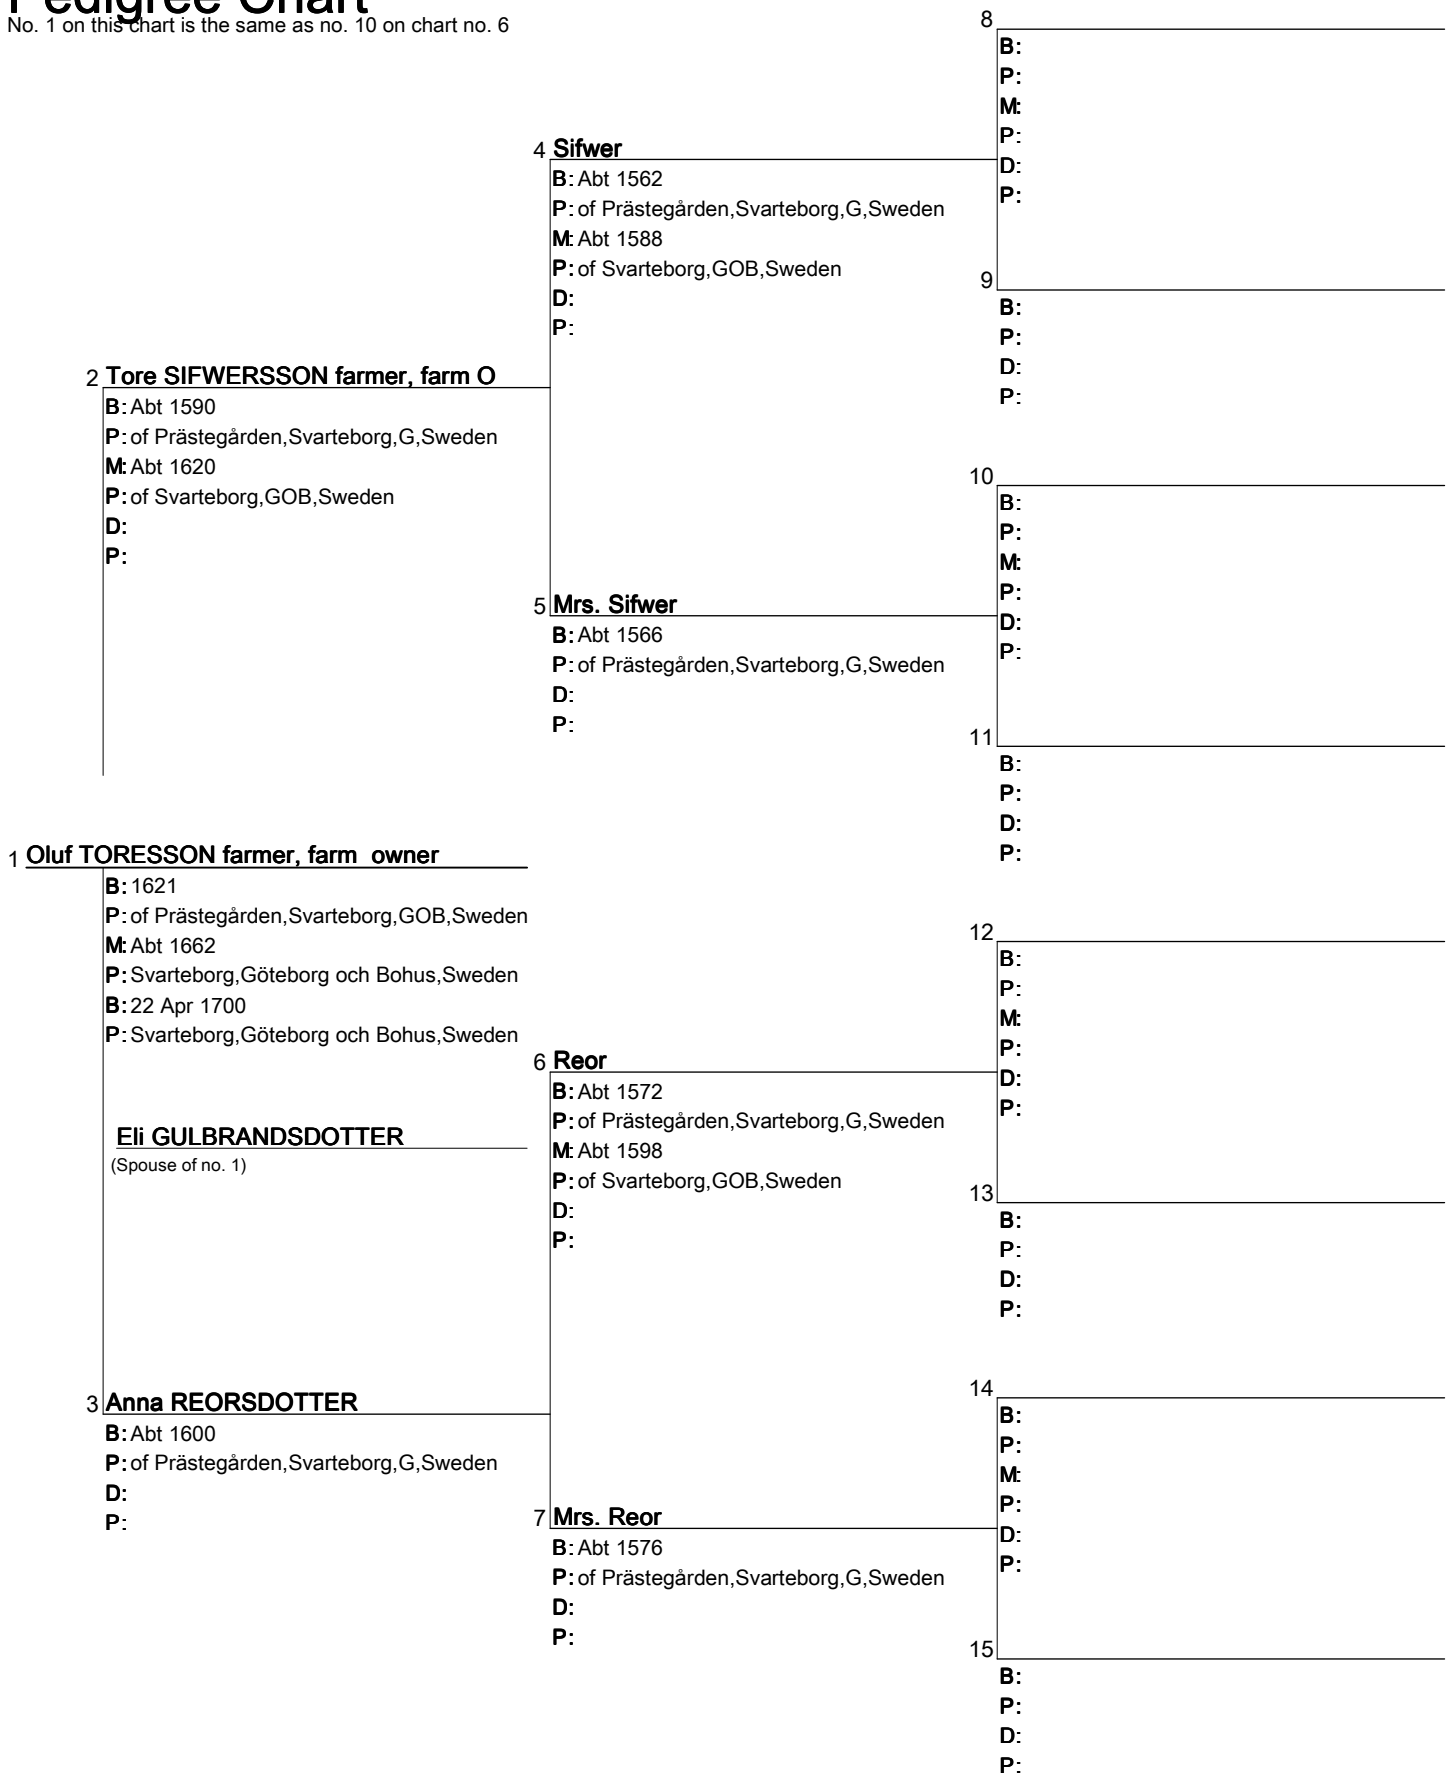 Pedigree Chart
No. 1 on this chart is the same as no. 10 on chart no. 6
8
B:
P:
M:
P:
D:
P:
4 Sifwer
B: Abt 1562
P: of Prästegården,Svarteborg,G,Sweden
M: Abt 1588
P: of Svarteborg,GOB,Sweden
D:
P:
9
B:
P:
D:
P:
2 Tore SIFWERSSON farmer, farm O
B: Abt 1590
P: of Prästegården,Svarteborg,G,Sweden
M: Abt 1620
P: of Svarteborg,GOB,Sweden
D:
P:
10
B:
P:
M:
P:
D:
P:
5 Mrs. Sifwer
B: Abt 1566
P: of Prästegården,Svarteborg,G,Sweden
D:
P:
11
B:
P:
D:
P:
1 Oluf TORESSON farmer, farm owner
B: 1621
P: of Prästegården,Svarteborg,GOB,Sweden
M: Abt 1662
P: Svarteborg,Göteborg och Bohus,Sweden
B: 22 Apr 1700
P: Svarteborg,Göteborg och Bohus,Sweden
Eli GULBRANDSDOTTER
(Spouse of no. 1)
12
B:
P:
M:
P:
D:
P:
6 Reor
B: Abt 1572
P: of Prästegården,Svarteborg,G,Sweden
M: Abt 1598
P: of Svarteborg,GOB,Sweden
D:
P:
13
B:
P:
D:
P:
3 Anna REORSDOTTER
B: Abt 1600
P: of Prästegården,Svarteborg,G,Sweden
D:
P:
14
B:
P:
M:
P:
D:
P:
7 Mrs. Reor
B: Abt 1576
P: of Prästegården,Svarteborg,G,Sweden
D:
P:
15
B:
P:
D:
P: